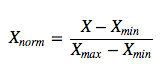 X_norm = (X − X_min) / (X_max − X_min)